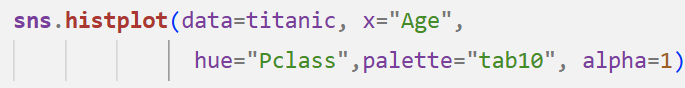 sns.histplot(data=titanic, x="Age",
hue="Pclass",palette="tab10", alpha=1)